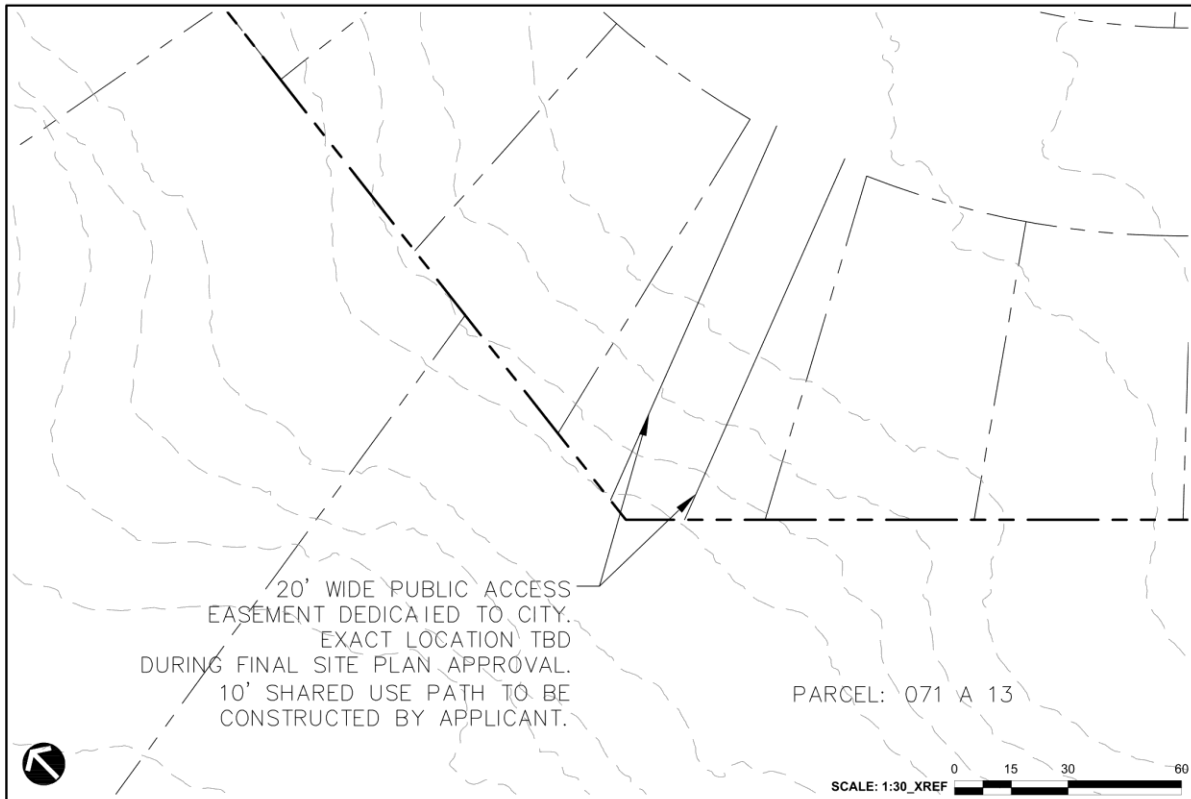 20' WIDE PUBLIC ACCESS
EASEMENT DEDICAIED TO CITY.
EXACT LOCATION TBD
DURING FINAL SITE PLAN APPROVAL.
10' SHARED USE PATH TO BE
CONSTRUCTED BY APPLICANT.
PARCEL: 071 A 13
0 15 30 60
SCALE: 1:30_XREF